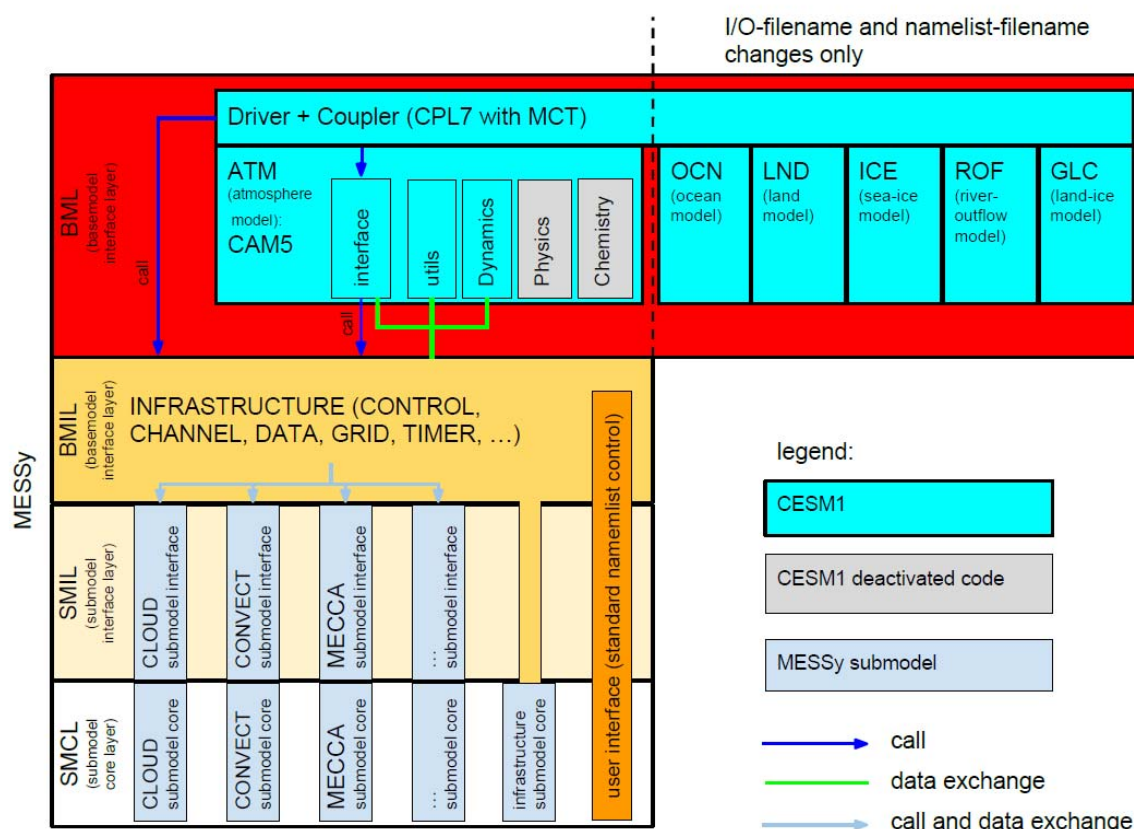 I/O-filename and namelist-filename
changes only
Driver + Coupler (CPL7 with MCT)
BML
(basemodel
interface layer)
call
ATM
(atmosphere
model):
CAM5
interface
utils
Dynamics
Physics
Chemistry
call
OCN
(ocean
model)
LND
(land
model)
ICE
(sea-ice
model)
ROF
(river-
outflow
model)
GLC
(land-ice
model)
MESSy
BMIL
(basemodel
interface layer)
INFRASTRUCTURE (CONTROL,
CHANNEL, DATA, GRID, TIMER, …)
SMIL
(submodel
interface layer)
CLOUD
submodel interface
CONVECT
submodel interface
MECCA
submodel interface
…
submodel interface
SMCL
(submodel
core layer)
CLOUD
submodel core
CONVECT
submodel core
MECCA
submodel core
…
submodel core
infrastructure
submodel core
user interface (standard namemlist control)
legend:
CESM1
CESM1 deactivated code
MESSy submodel
call
data exchange
call and data exchange